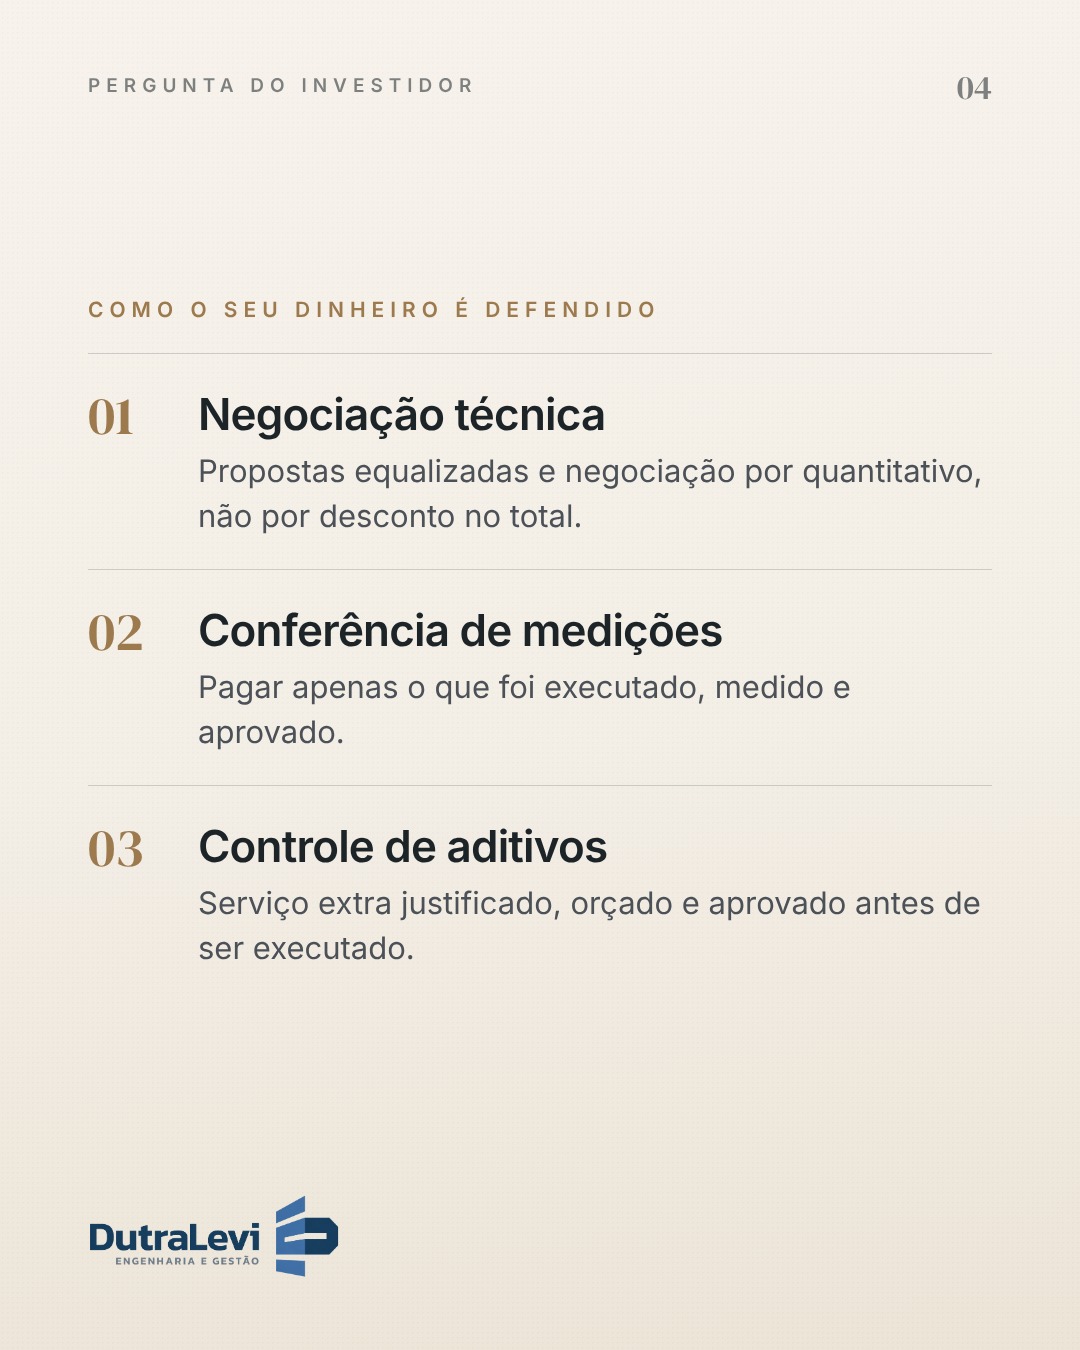 PERGUNTA DO INVESTIDOR
04
COMO O SEU DINHEIRO É DEFENDIDO
01
Negociação técnica
Propostas equalizadas e negociação por quantitativo,
não por desconto no total.
02
Conferência de medições
Pagar apenas o que foi executado, medido e
aprovado.
03
Controle de aditivos
Serviço extra justificado, orçado e aprovado antes de
ser executado.
DutraLevi
ENGENHARIA E GESTÃO